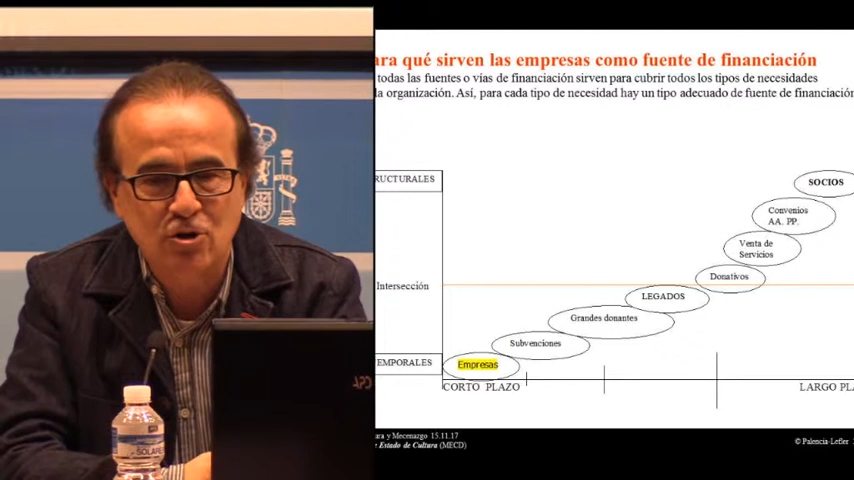 ara qué sirven las empresas como fuente de financiación
todas las fuentes o vías de financiación sirven para cubrir todos los tipos de necesidades
la organización. Así, para cada tipo de necesidad hay un tipo adecuado de fuente de financiación
RUCTURALES
SOCIOS
Convenios
AA. PP.
Venta de
Servicios
Donativos
Intersección
LEGADOS
Grandes donantes
Subvenciones
EMPORALES
Empresas
CORTO PLAZO
LARGO PLA
ura y Mecenazgo 15.11.17
Estado de Cultura (MECD)
© Palencia-Lefler
SOLARE